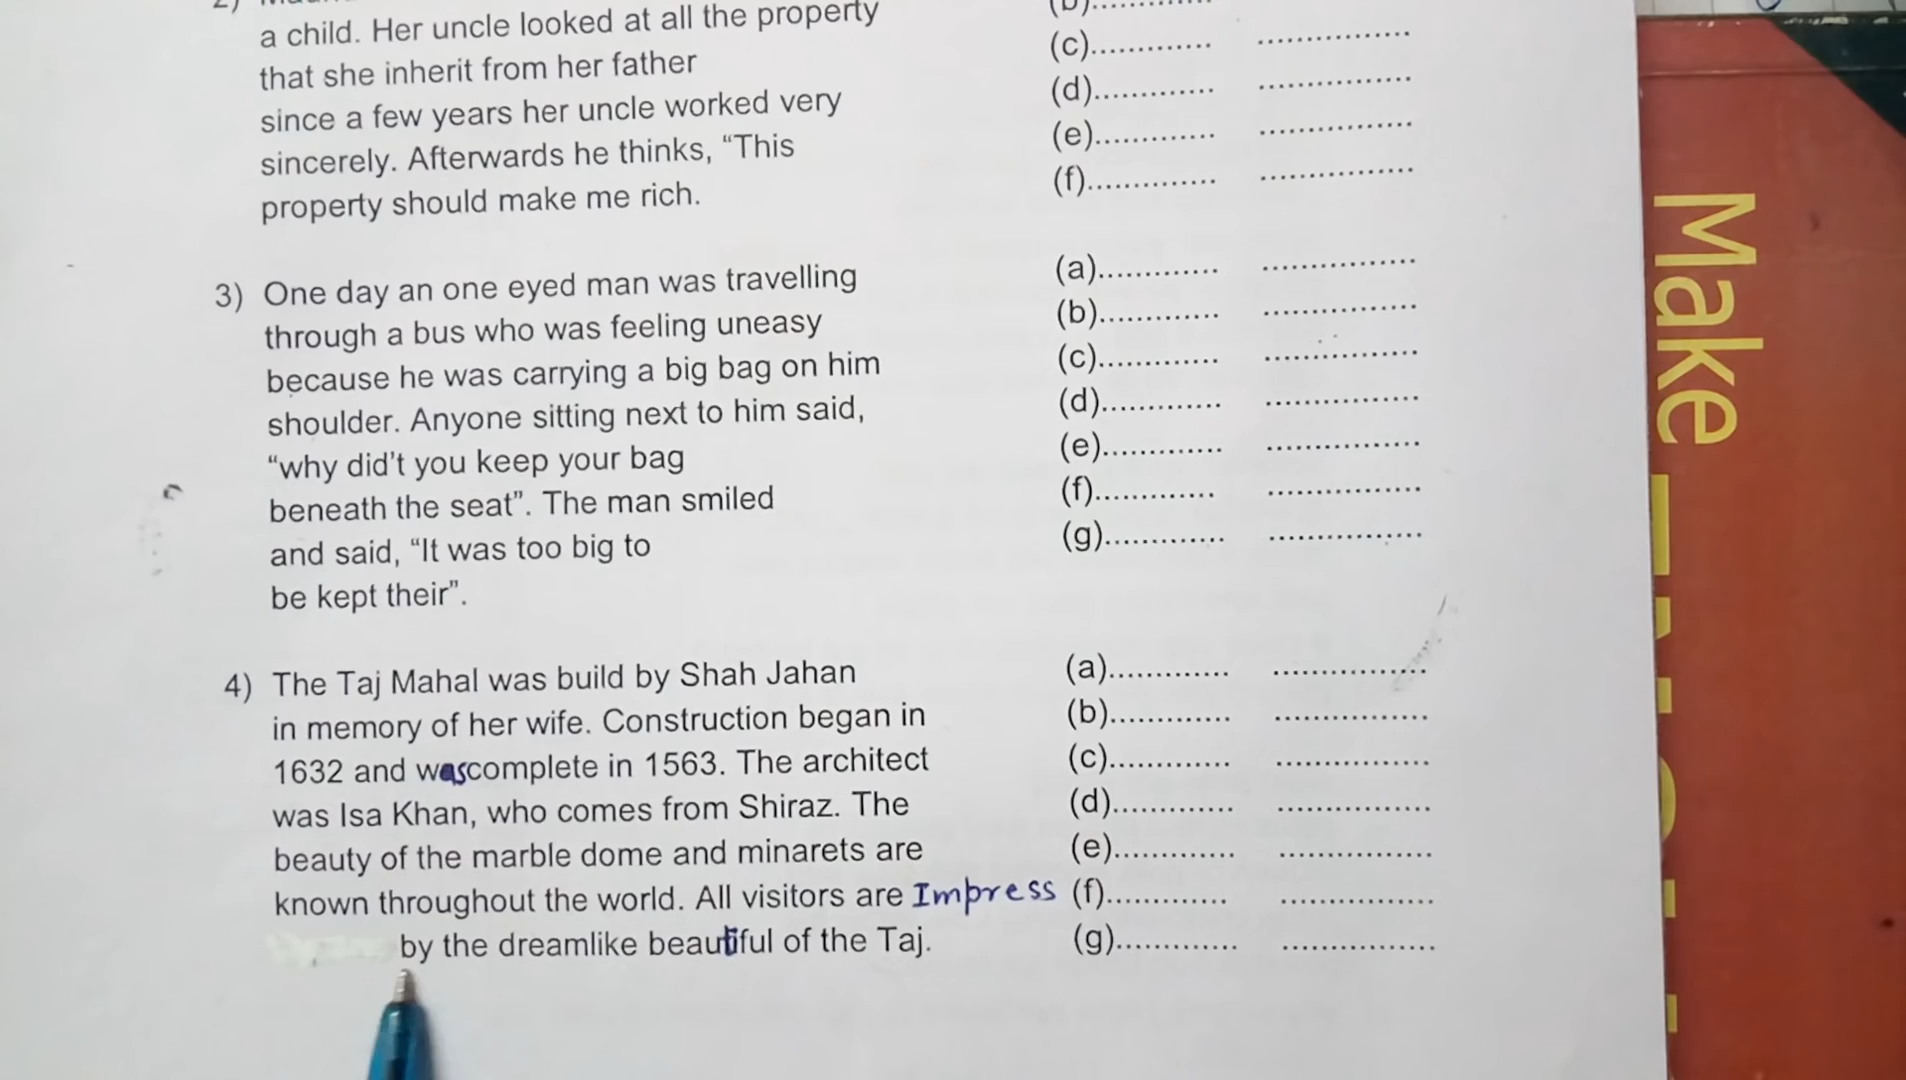 a child. Her uncle looked at all the property
(c)............. ................
that she inherit from her father
(d)............. ................
since a few years her uncle worked very
(e)............. ................
sincerely. Afterwards he thinks, “This
(f)............. ................
property should make me rich.
3) One day an one eyed man was travelling
(a)............. ................
through a bus who was feeling uneasy
(b)............. ................
because he was carrying a big bag on him
(c)............. ................
shoulder. Anyone sitting next to him said,
(d)............. ................
“why did't you keep your bag
(e)............. ................
beneath the seat”. The man smiled
(f)............. ................
and said, “It was too big to
(g)............. ................
be kept their”.
4) The Taj Mahal was build by Shah Jahan
(a)............. ................
in memory of her wife. Construction began in
(b)............. ................
1632 and was complete in 1563. The architect
(c)............. ................
was Isa Khan, who comes from Shiraz. The
(d)............. ................
beauty of the marble dome and minarets are
(e)............. ................
known throughout the world. All visitors are Impress
(f)............. ................
by the dreamlike beautiful of the Taj.
(g)............. ................
Make